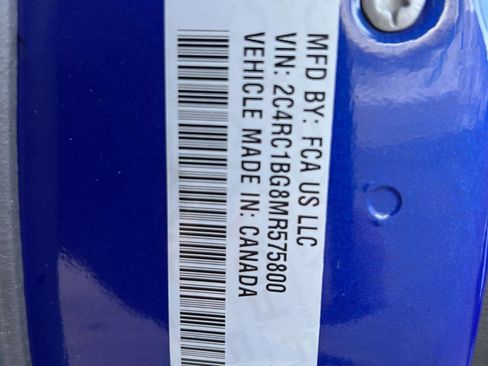 MFD BY: FCA US LLC
VIN: 2C4RC1BG8MR575800
VEHICLE MADE IN: CANADA